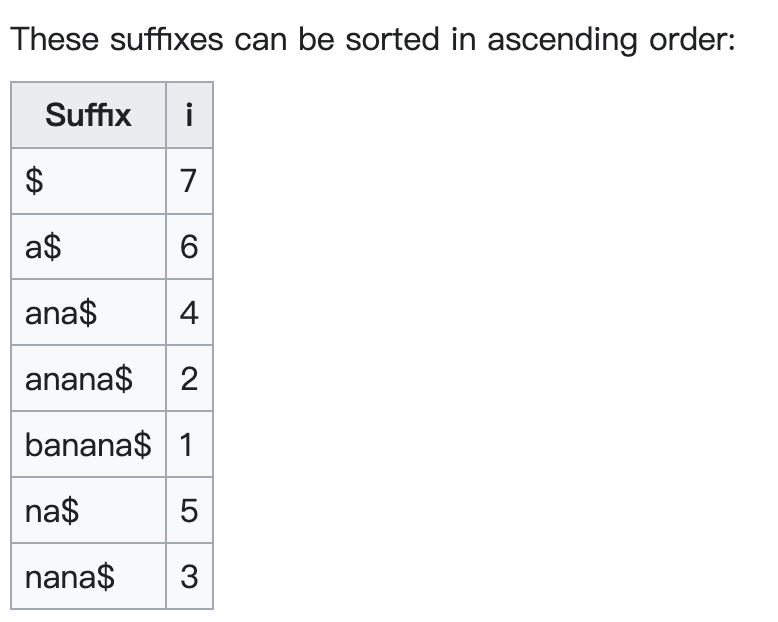 These suffixes can be sorted in ascending order:
Suffix i
$ 7
a$ 6
ana$ 4
anana$ 2
banana$ 1
na$ 5
nana$ 3